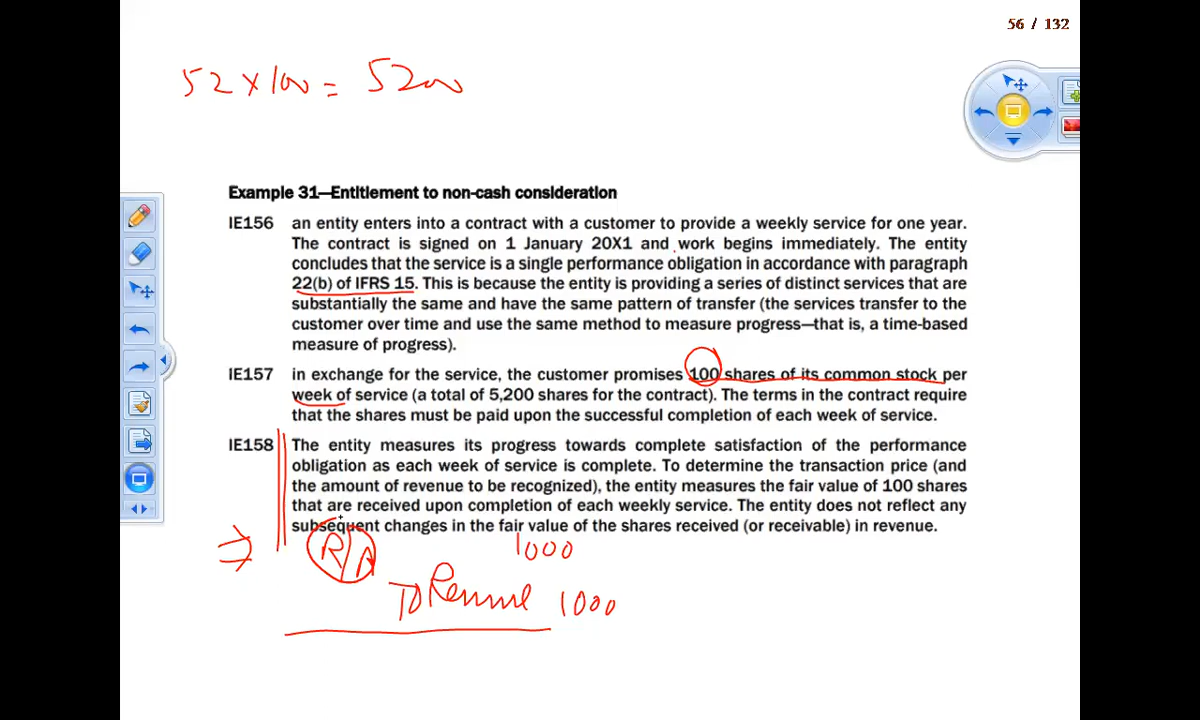 56 / 132
52 × 100 = 5200
Example 31—Entitlement to non-cash consideration
IE156 an entity enters into a contract with a customer to provide a weekly service for one year.
The contract is signed on 1 January 20X1 and work begins immediately. The entity
concludes that the service is a single performance obligation in accordance with paragraph
22(b) of IFRS 15. This is because the entity is providing a series of distinct services that are
substantially the same and have the same pattern of transfer (the services transfer to the
customer over time and use the same method to measure progress—that is, a time-based
measure of progress).
IE157 in exchange for the service, the customer promises 100 shares of its common stock per
week of service (a total of 5,200 shares for the contract). The terms in the contract require
that the shares must be paid upon the successful completion of each week of service.
IE158 The entity measures its progress towards complete satisfaction of the performance
obligation as each week of service is complete. To determine the transaction price (and
the amount of revenue to be recognized), the entity measures the fair value of 100 shares
that are received upon completion of each weekly service. The entity does not reflect any
subsequent changes in the fair value of the shares received (or receivable) in revenue.
⇒ R/A 1000
To Revenue 1000